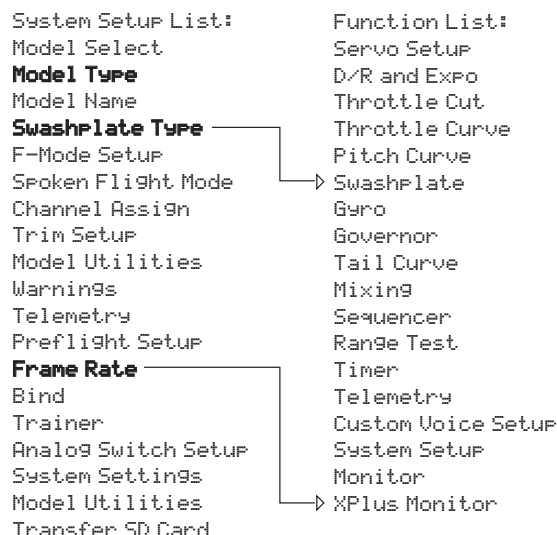 System Setup List:
Model Select
Model Type
Model Name
Swashplate Type
F-Mode Setup
Spoken Flight Mode
Channel Assign
Trim Setup
Model Utilities
Warnings
Telemetry
Preflight Setup
Frame Rate
Bind
Trainer
Analog Switch Setup
System Settings
Model Utilities
Transfer SD Card
Function List:
Servo Setup
D/R and Expo
Throttle Cut
Throttle Curve
Pitch Curve
Swashplate
Gyro
Governor
Tail Curve
Mixing
Sequencer
Range Test
Timer
Telemetry
Custom Voice Setup
System Setup
Monitor
XPlus Monitor